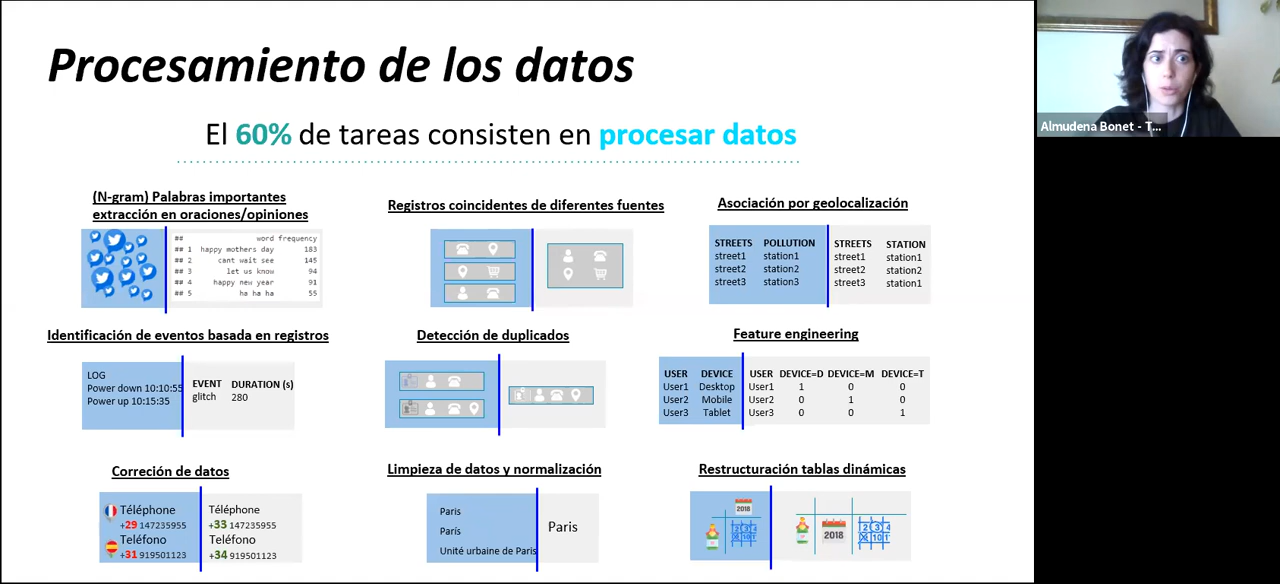 Procesamiento de los datos
El 60% de tareas consisten en procesar datos
(N-gram) Palabras importantes
extracción en oraciones/opiniones
## word frequency
## 1 happy mothers day 183
## 2 cant wait see 145
## 3 let us know 94
## 4 happy new year 91
## 5 ha ha ha 55
Registros coincidentes de diferentes fuentes
Asociación por geolocalización
STREETS POLLUTION STREETS STATION
street1 station1 street1 station1
street2 station2 street2 station2
street3 station3 street3 station1
Identificación de eventos basada en registros
LOG
Power down 10:10:55
Power up 10:15:35
EVENT DURATION (s)
glitch 280
Detección de duplicados
Feature engineering
USER DEVICE USER DEVICE=D DEVICE=M DEVICE=T
User1 Desktop User1 1 0 0
User2 Mobile User2 0 1 0
User3 Tablet User3 0 0 1
Correción de datos
Téléphone
+29 147235955
Teléfono
+31 919501123
Téléphone
+33 147235955
Teléfono
+34 919501123
Limpieza de datos y normalización
Paris
París
Unité urbaine de Paris
Paris
Restructuración tablas dinámicas
2018
2018
Almudena Bonet - T...